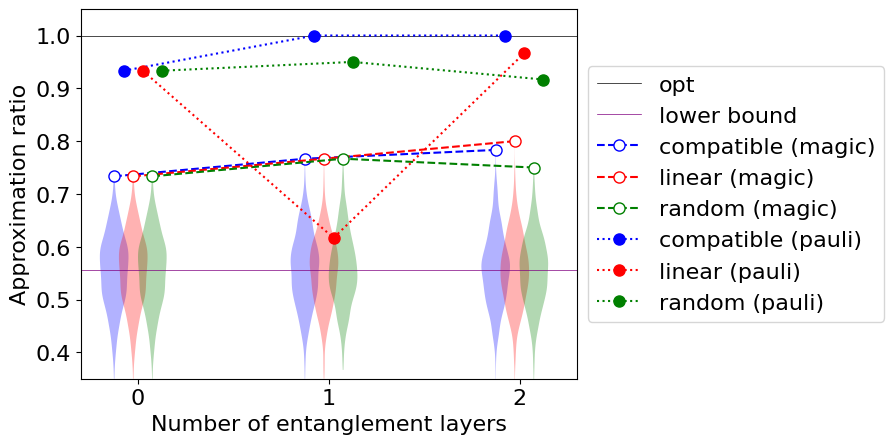 1.0
0.9
0.8
0.7
0.6
0.5
0.4
Approximation ratio
0 1 2
Number of entanglement layers
opt
lower bound
compatible (magic)
linear (magic)
random (magic)
compatible (pauli)
linear (pauli)
random (pauli)